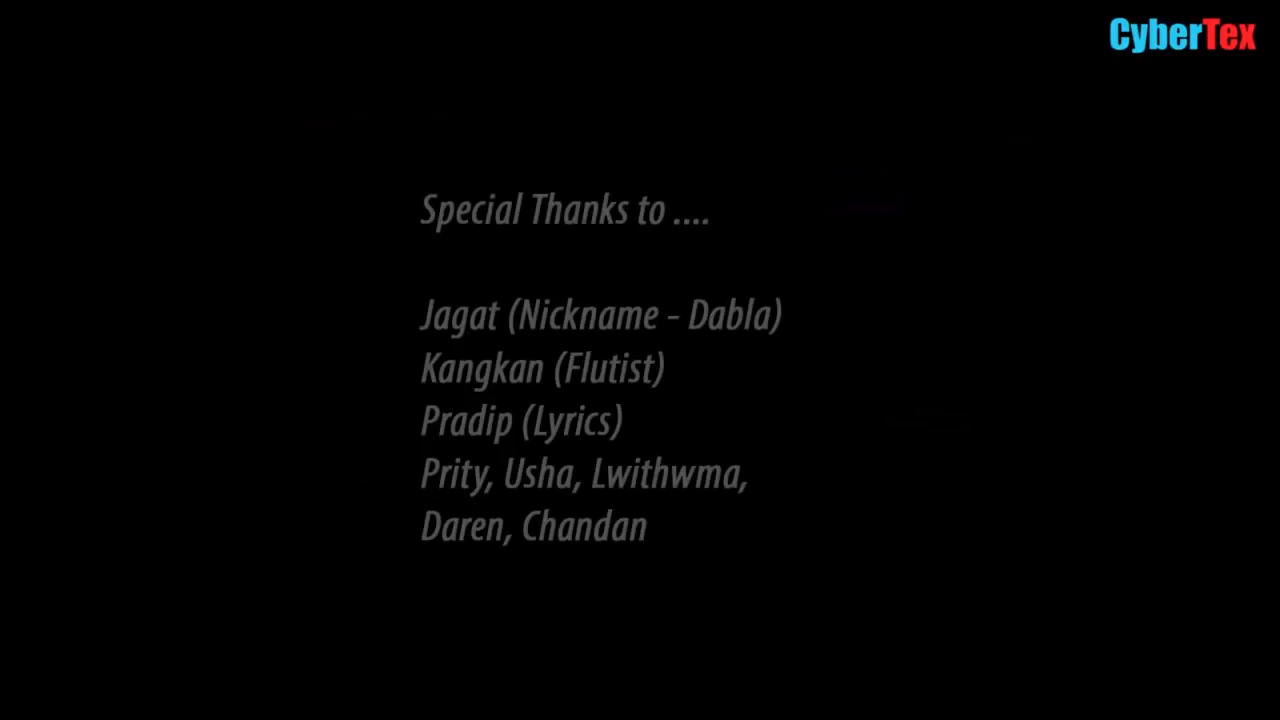 CyberTex
Special Thanks to ....
Jagat (Nickname - Dabla)
Kangkan (Flutist)
Pradip (Lyrics)
Prity, Usha, Lwithwma,
Daren, Chandan